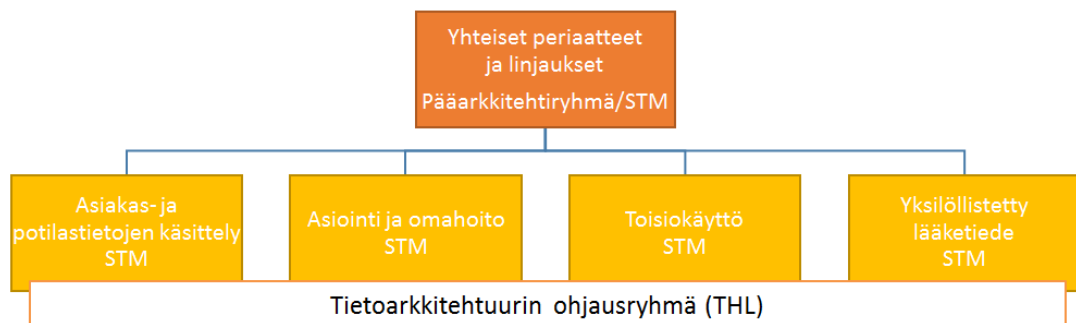 Yhteiset periaatteet
ja linjaukset
Pääarkkitehtiryhmä/STM
Asiakas- ja
potilastietojen käsittely
STM
Asiointi ja omahoito
STM
Toisiokäyttö
STM
Yksilöllistetty
lääketiede
STM
Tietoarkkitehtuurin ohjausryhmä (THL)